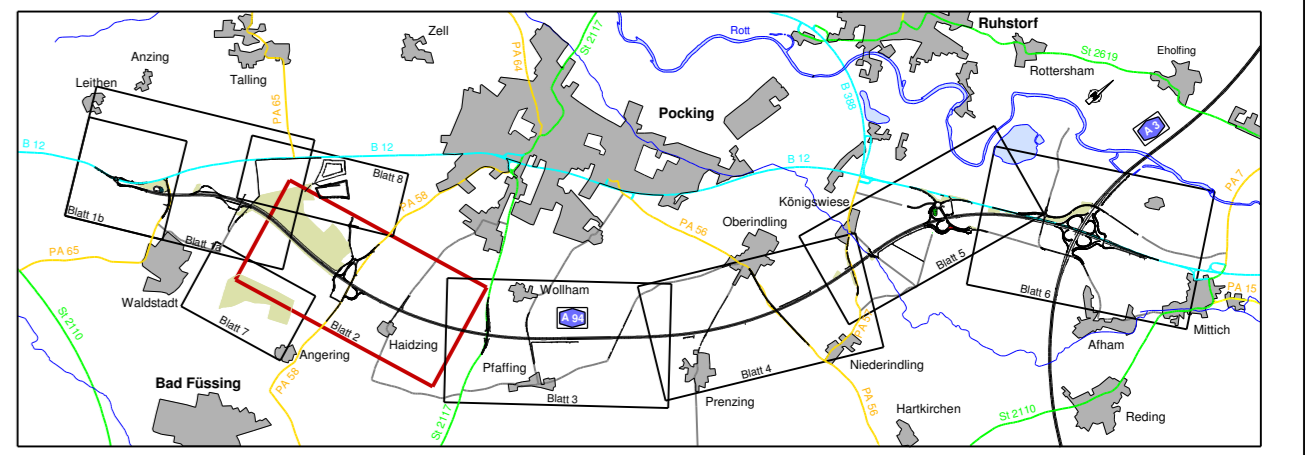 Ruhstorf
Zell
Rott
St 2117
PA 64
St 2619
Eholfing
Anzing
Talling
Rottersham
Leithen
PA 65
B 388
Pocking
A 3
B 12
B 12
B 12
Blatt 8
PA 7
PA 58
Königswiese
Blatt 1b
Oberindling
PA 56
Blatt 1a
PA 65
Blatt 5
Waldstadt
Wollham
Blatt 6
PA 15
St 2110
A 94
Blatt 7
Blatt 2
Haidzing
Mittich
Afham
Angering
Pfaffing
Niederindling
Blatt 4
PA 58
Bad Füssing
Blatt 3
Prenzing
PA 56
Hartkirchen
Reding
St 2117
St 2110